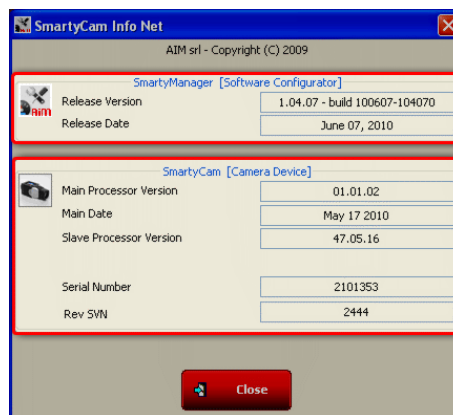 SmartyCam Info Net
AIM srl - Copyright (C) 2009
SmartyManager [Software Configurator]
Aim
Release Version 1.04.07 - build 100607-104070
Release Date June 07, 2010
SmartyCam [Camera Device]
Main Processor Version 01.01.02
Main Date May 17 2010
Slave Processor Version 47.05.16
Serial Number 2101353
Rev SVN 2444
Close